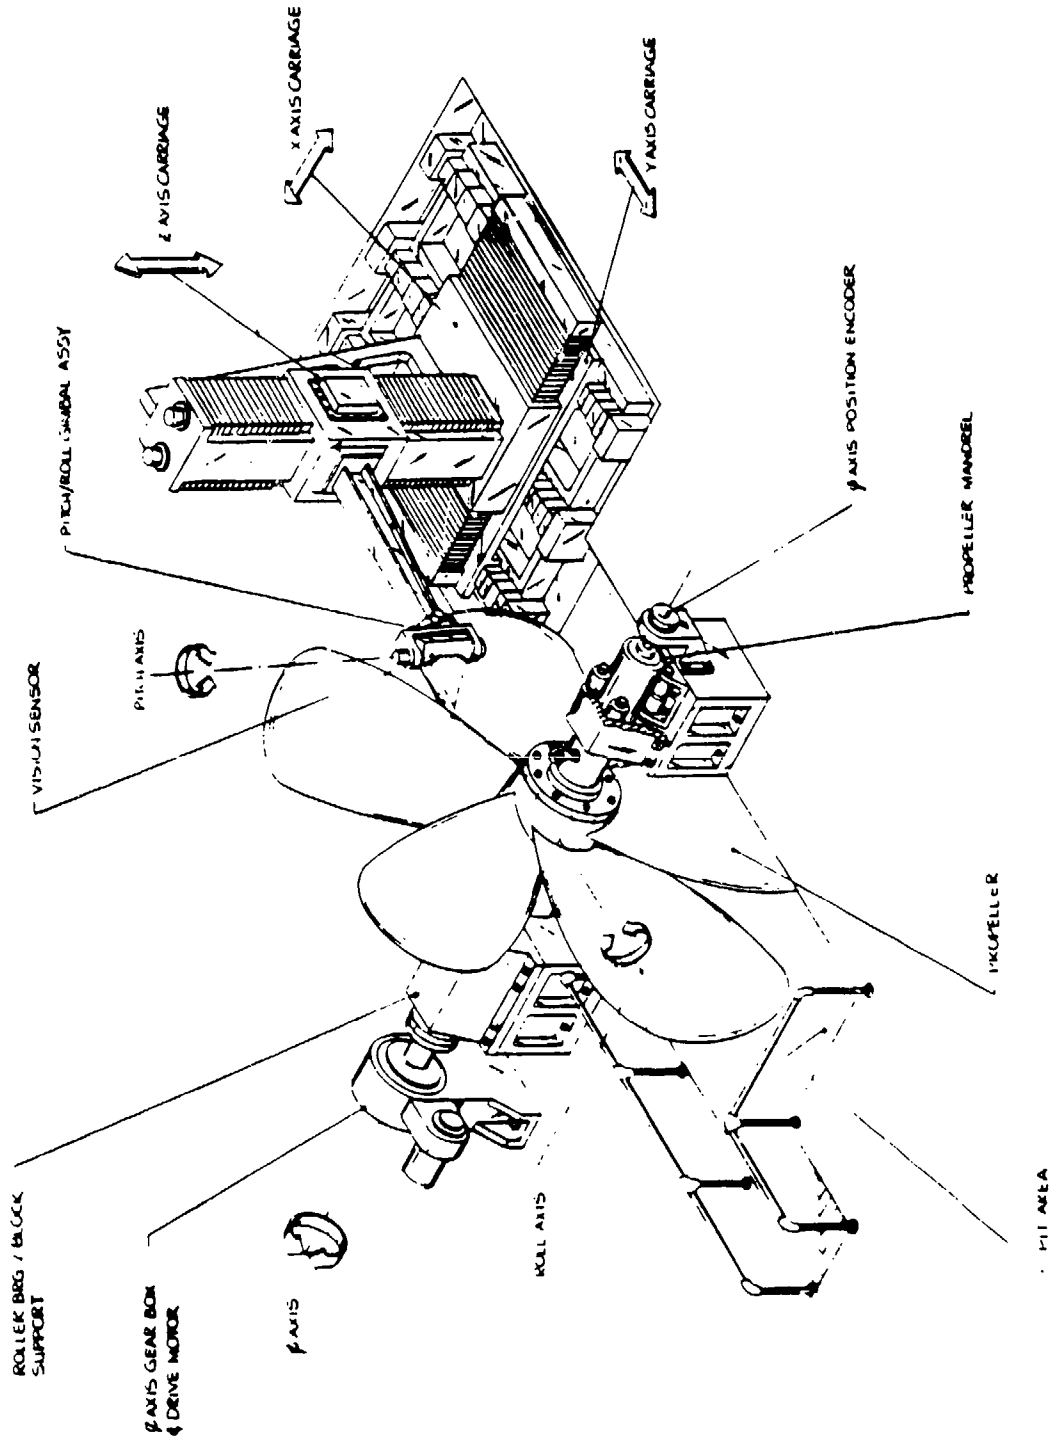 ROLLER BRG / BLOCK
SUPPORT
ϕ AXIS GEAR BOX
& DRIVE MOTOR
ϕ AXIS
ROLL AXIS
VISION SENSOR
PITCH AXIS
PITCH/ROLL GIMBAL ASSY
Z AXIS CARRIAGE
X AXIS CARRIAGE
Y AXIS CARRIAGE
ϕ AXIS POSITION ENCODER
PROPELLER MANDREL
PROPELLER
PIT AREA